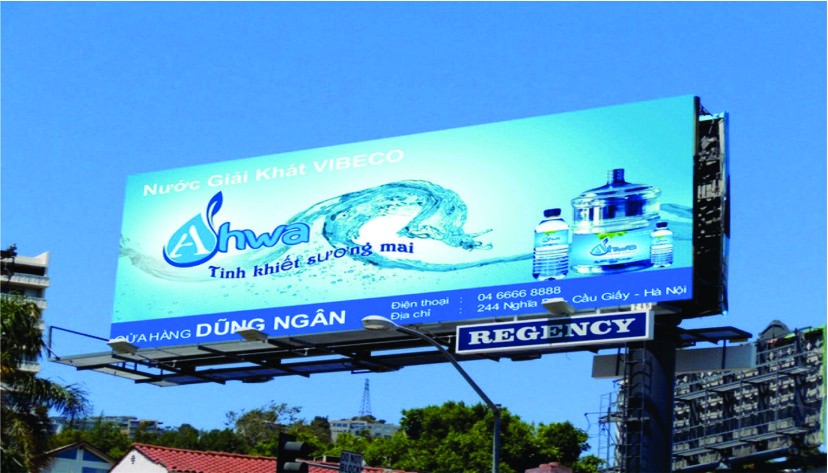 Nước Giải Khát VIBECO
Ahwa
Tinh khiết sương mai
CỬA HÀNG DŨNG NGÂN
Điện thoại : 04 6666 8888
Địa chỉ : 244 Nghĩa Cầu Giấy - Hà Nội
REGENCY